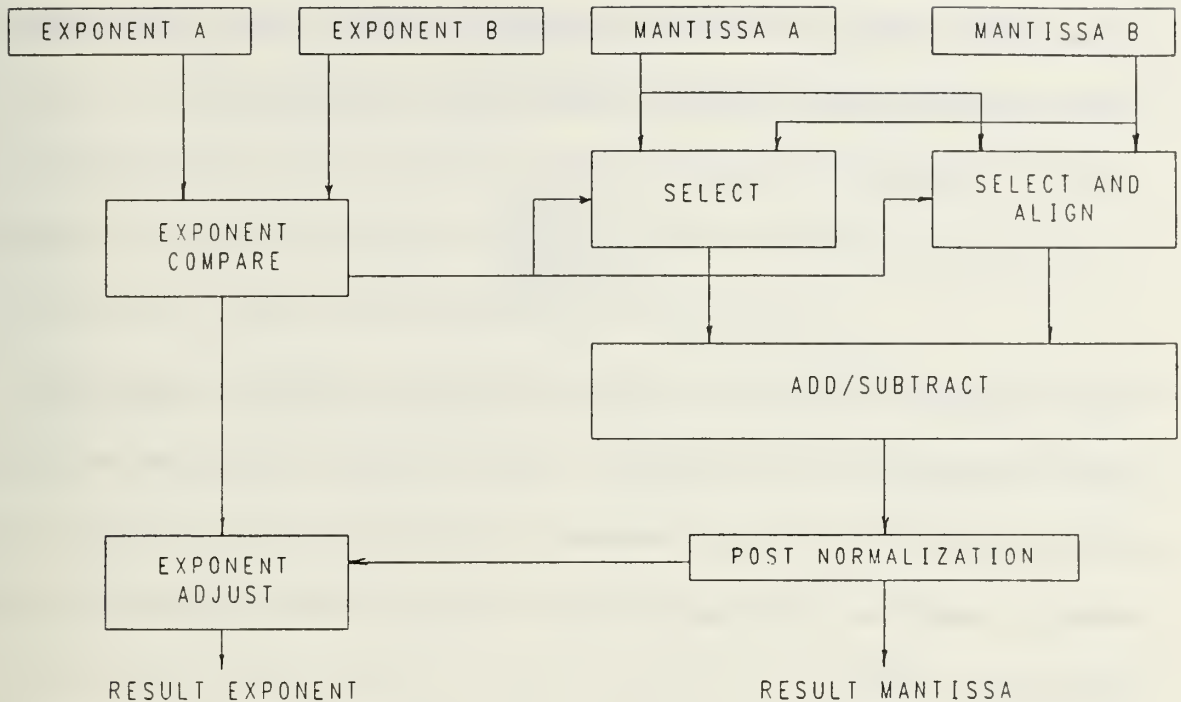 EXPONENT A
EXPONENT B
MANTISSA A
MANTISSA B
SELECT
SELECT AND
ALIGN
EXPONENT
COMPARE
ADD/SUBTRACT
POST NORMALIZATION
EXPONENT
ADJUST
RESULT EXPONENT
RESULT MANTISSA